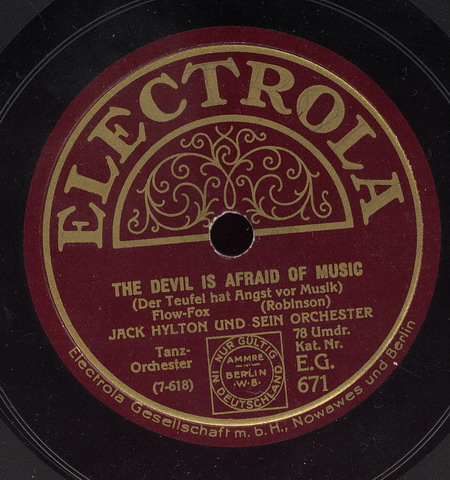 ELECTROLA
THE DEVIL IS AFRAID OF MUSIC
(Der Teufel hat Angst vor Musik)
Flow-Fox (Robinson)
JACK HYLTON UND SEIN ORCHESTER
Tanz-
Orchester
(7-618)
NUR GÜLTIG
AMMRE
BERLIN
·W·8·
IN DEUTSCHLAND
78 Umdr.
Kat. Nr.
E.G.
671
Electrola Gesellschaft m. b. H., Nowawes und Berlin